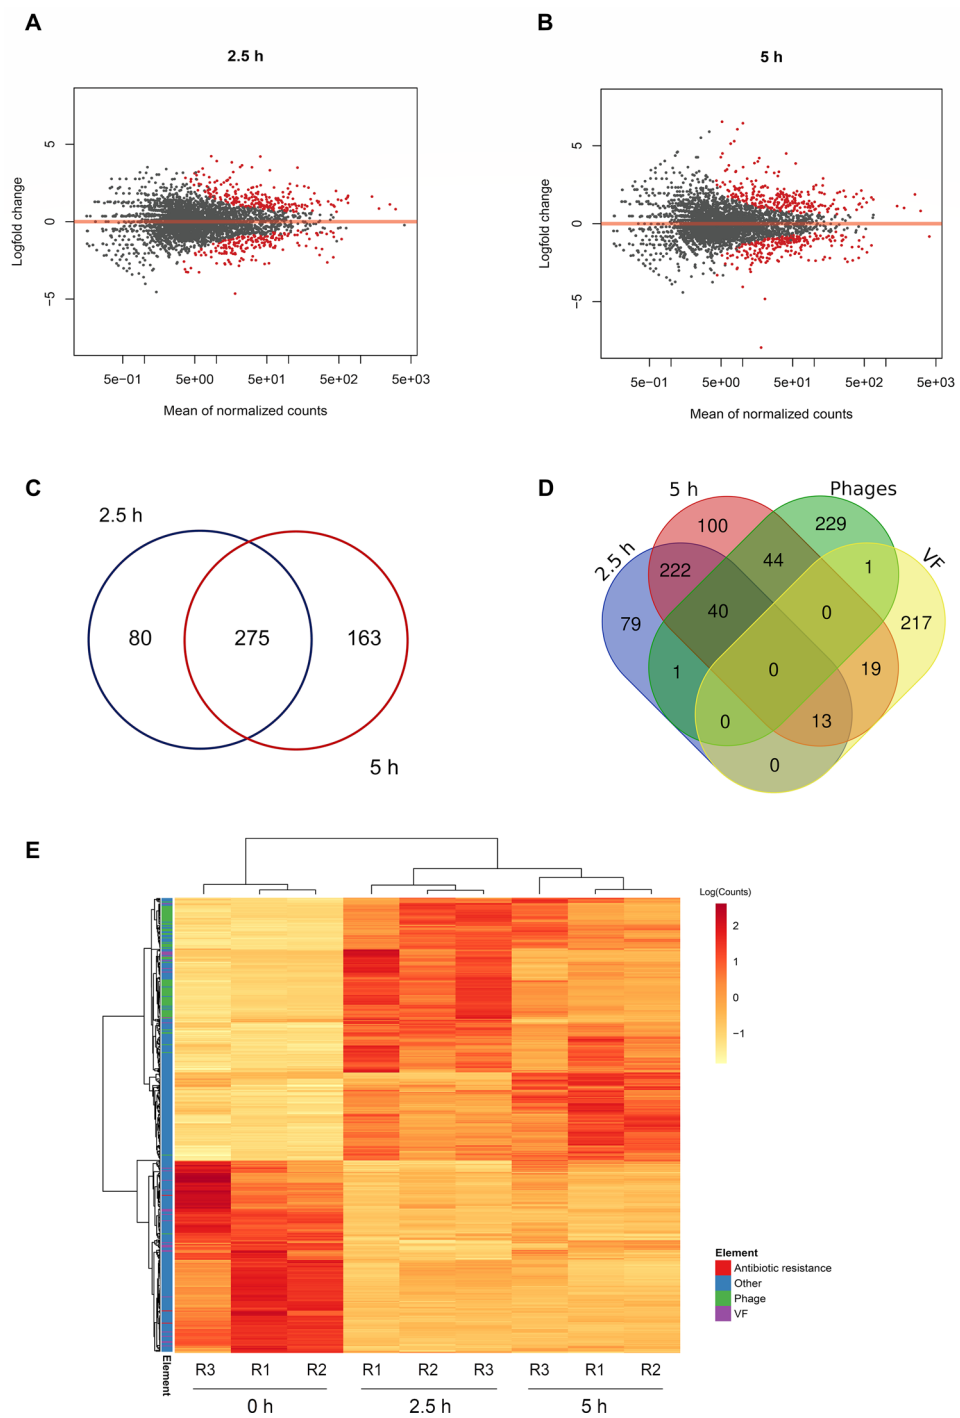 A
2.5 h
Logfold change
5
0
−5
5e−01 5e+00 5e+01 5e+02 5e+03
Mean of normalized counts
B
5 h
Logfold change
5
0
−5
5e−01 5e+00 5e+01 5e+02 5e+03
Mean of normalized counts
C
2.5 h
80 275 163
5 h
D
5 h Phages
2.5 h VF
100 229
44
222 1
40 0
79 217
1 0 19
0 13
0
E
Log(Counts)
2
1
0
−1
Element
Antibiotic resistance
Other
Phage
VF
Element
R3 R1 R2 R1 R2 R3 R3 R1 R2
0 h 2.5 h 5 h